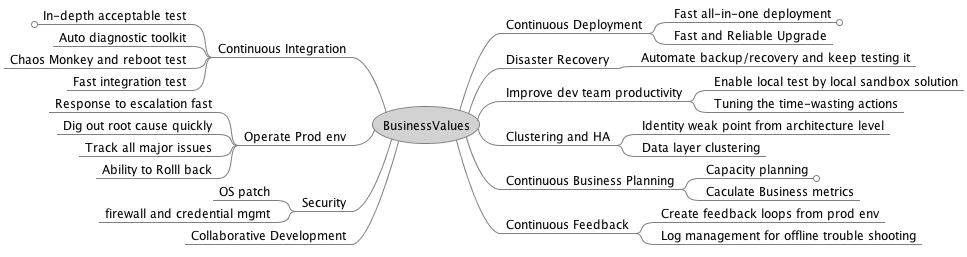 BusinessValues
Continuous Integration
In-depth acceptable test
Auto diagnostic toolkit
Chaos Monkey and reboot test
Fast integration test
Operate Prod env
Response to escalation fast
Dig out root cause quickly
Track all major issues
Ability to Rolll back
Security
OS patch
firewall and credential mgmt
Collaborative Development
Continuous Deployment
Fast all-in-one deployment
Fast and Reliable Upgrade
Disaster Recovery
Automate backup/recovery and keep testing it
Improve dev team productivity
Enable local test by local sandbox solution
Tuning the time-wasting actions
Clustering and HA
Identity weak point from architecture level
Data layer clustering
Continuous Business Planning
Capacity planning
Caculate Business metrics
Continuous Feedback
Create feedback loops from prod env
Log management for offline trouble shooting